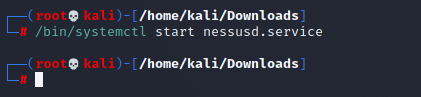 ┌──(root💀kali)-[/home/kali/Downloads]
└─# /bin/systemctl start nessusd.service
┌──(root💀kali)-[/home/kali/Downloads]
└─#